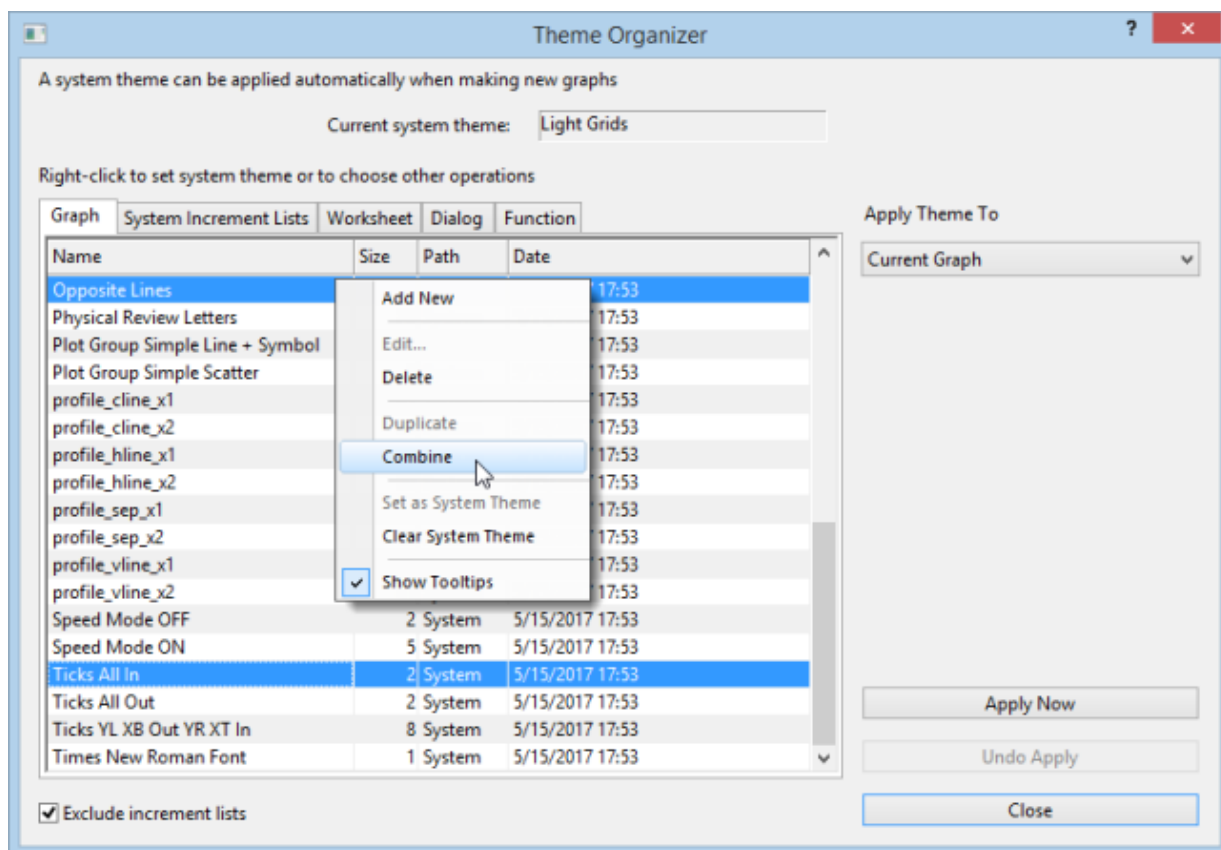 Theme Organizer
?
A system theme can be applied automatically when making new graphs
Current system theme: Light Grids
Right-click to set system theme or to choose other operations
Graph System Increment Lists Worksheet Dialog Function
Apply Theme To
Current Graph
Name Size Path Date
Opposite Lines 17:53
Physical Review Letters 17:53
Plot Group Simple Line + Symbol 17:53
Plot Group Simple Scatter 17:53
profile_cline_x1 17:53
profile_cline_x2 17:53
profile_hline_x1 17:53
profile_hline_x2 17:53
profile_sep_x1 17:53
profile_sep_x2 17:53
profile_vline_x1 17:53
profile_vline_x2 17:53
Speed Mode OFF 2 System 5/15/2017 17:53
Speed Mode ON 5 System 5/15/2017 17:53
Ticks All In 2 System 5/15/2017 17:53
Ticks All Out 2 System 5/15/2017 17:53
Ticks YL XB Out YR XT In 8 System 5/15/2017 17:53
Times New Roman Font 1 System 5/15/2017 17:53
Add New
Edit...
Delete
Duplicate
Combine
Set as System Theme
Clear System Theme
Show Tooltips
Apply Now
Undo Apply
Close
Exclude increment lists